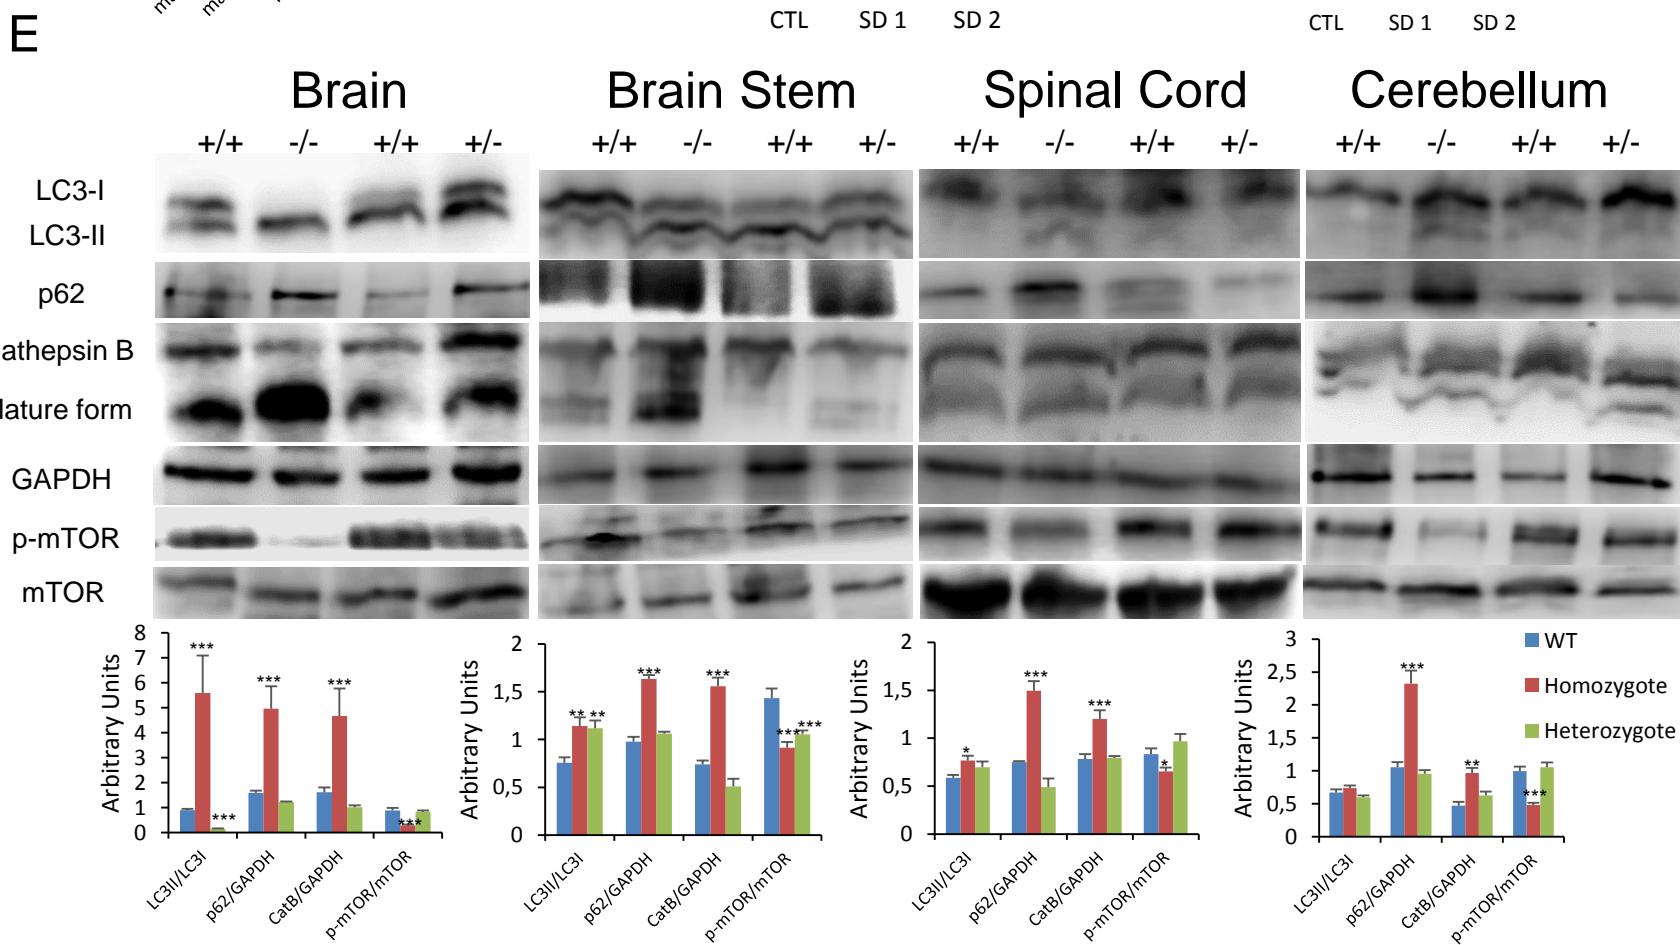 CTL SD 1 SD 2 CTL SD 1 SD 2
E
Brain Brain Stem Spinal Cord Cerebellum
+/+ -/- +/+ +/- +/+ -/- +/+ +/- +/+ -/- +/+ +/- +/+ -/- +/+ +/-
LC3-I
LC3-II
p62
athepsin B
ature form
GAPDH
p-mTOR
mTOR
Arbitrary Units
8
7
6
5
4
3
2
1
0
*** *** *** *** ***
LC3II/LC3I p62/GAPDH CatB/GAPDH p-mTOR/mTOR
Arbitrary Units
2
1,5
1
0,5
0
** ** *** *** *** ***
LC3II/LC3I p62/GAPDH CatB/GAPDH p-mTOR/mTOR
Arbitrary Units
2
1,5
1
0,5
0
* *** *** *
LC3II/LC3I p62/GAPDH CatB/GAPDH p-mTOR/mTOR
Arbitrary Units
3
2,5
2
1,5
1
0,5
0
*** ** ***
LC3II/LC3I p62/GAPDH CatB/GAPDH p-mTOR/mTOR
WT
Homozygote
Heterozygote